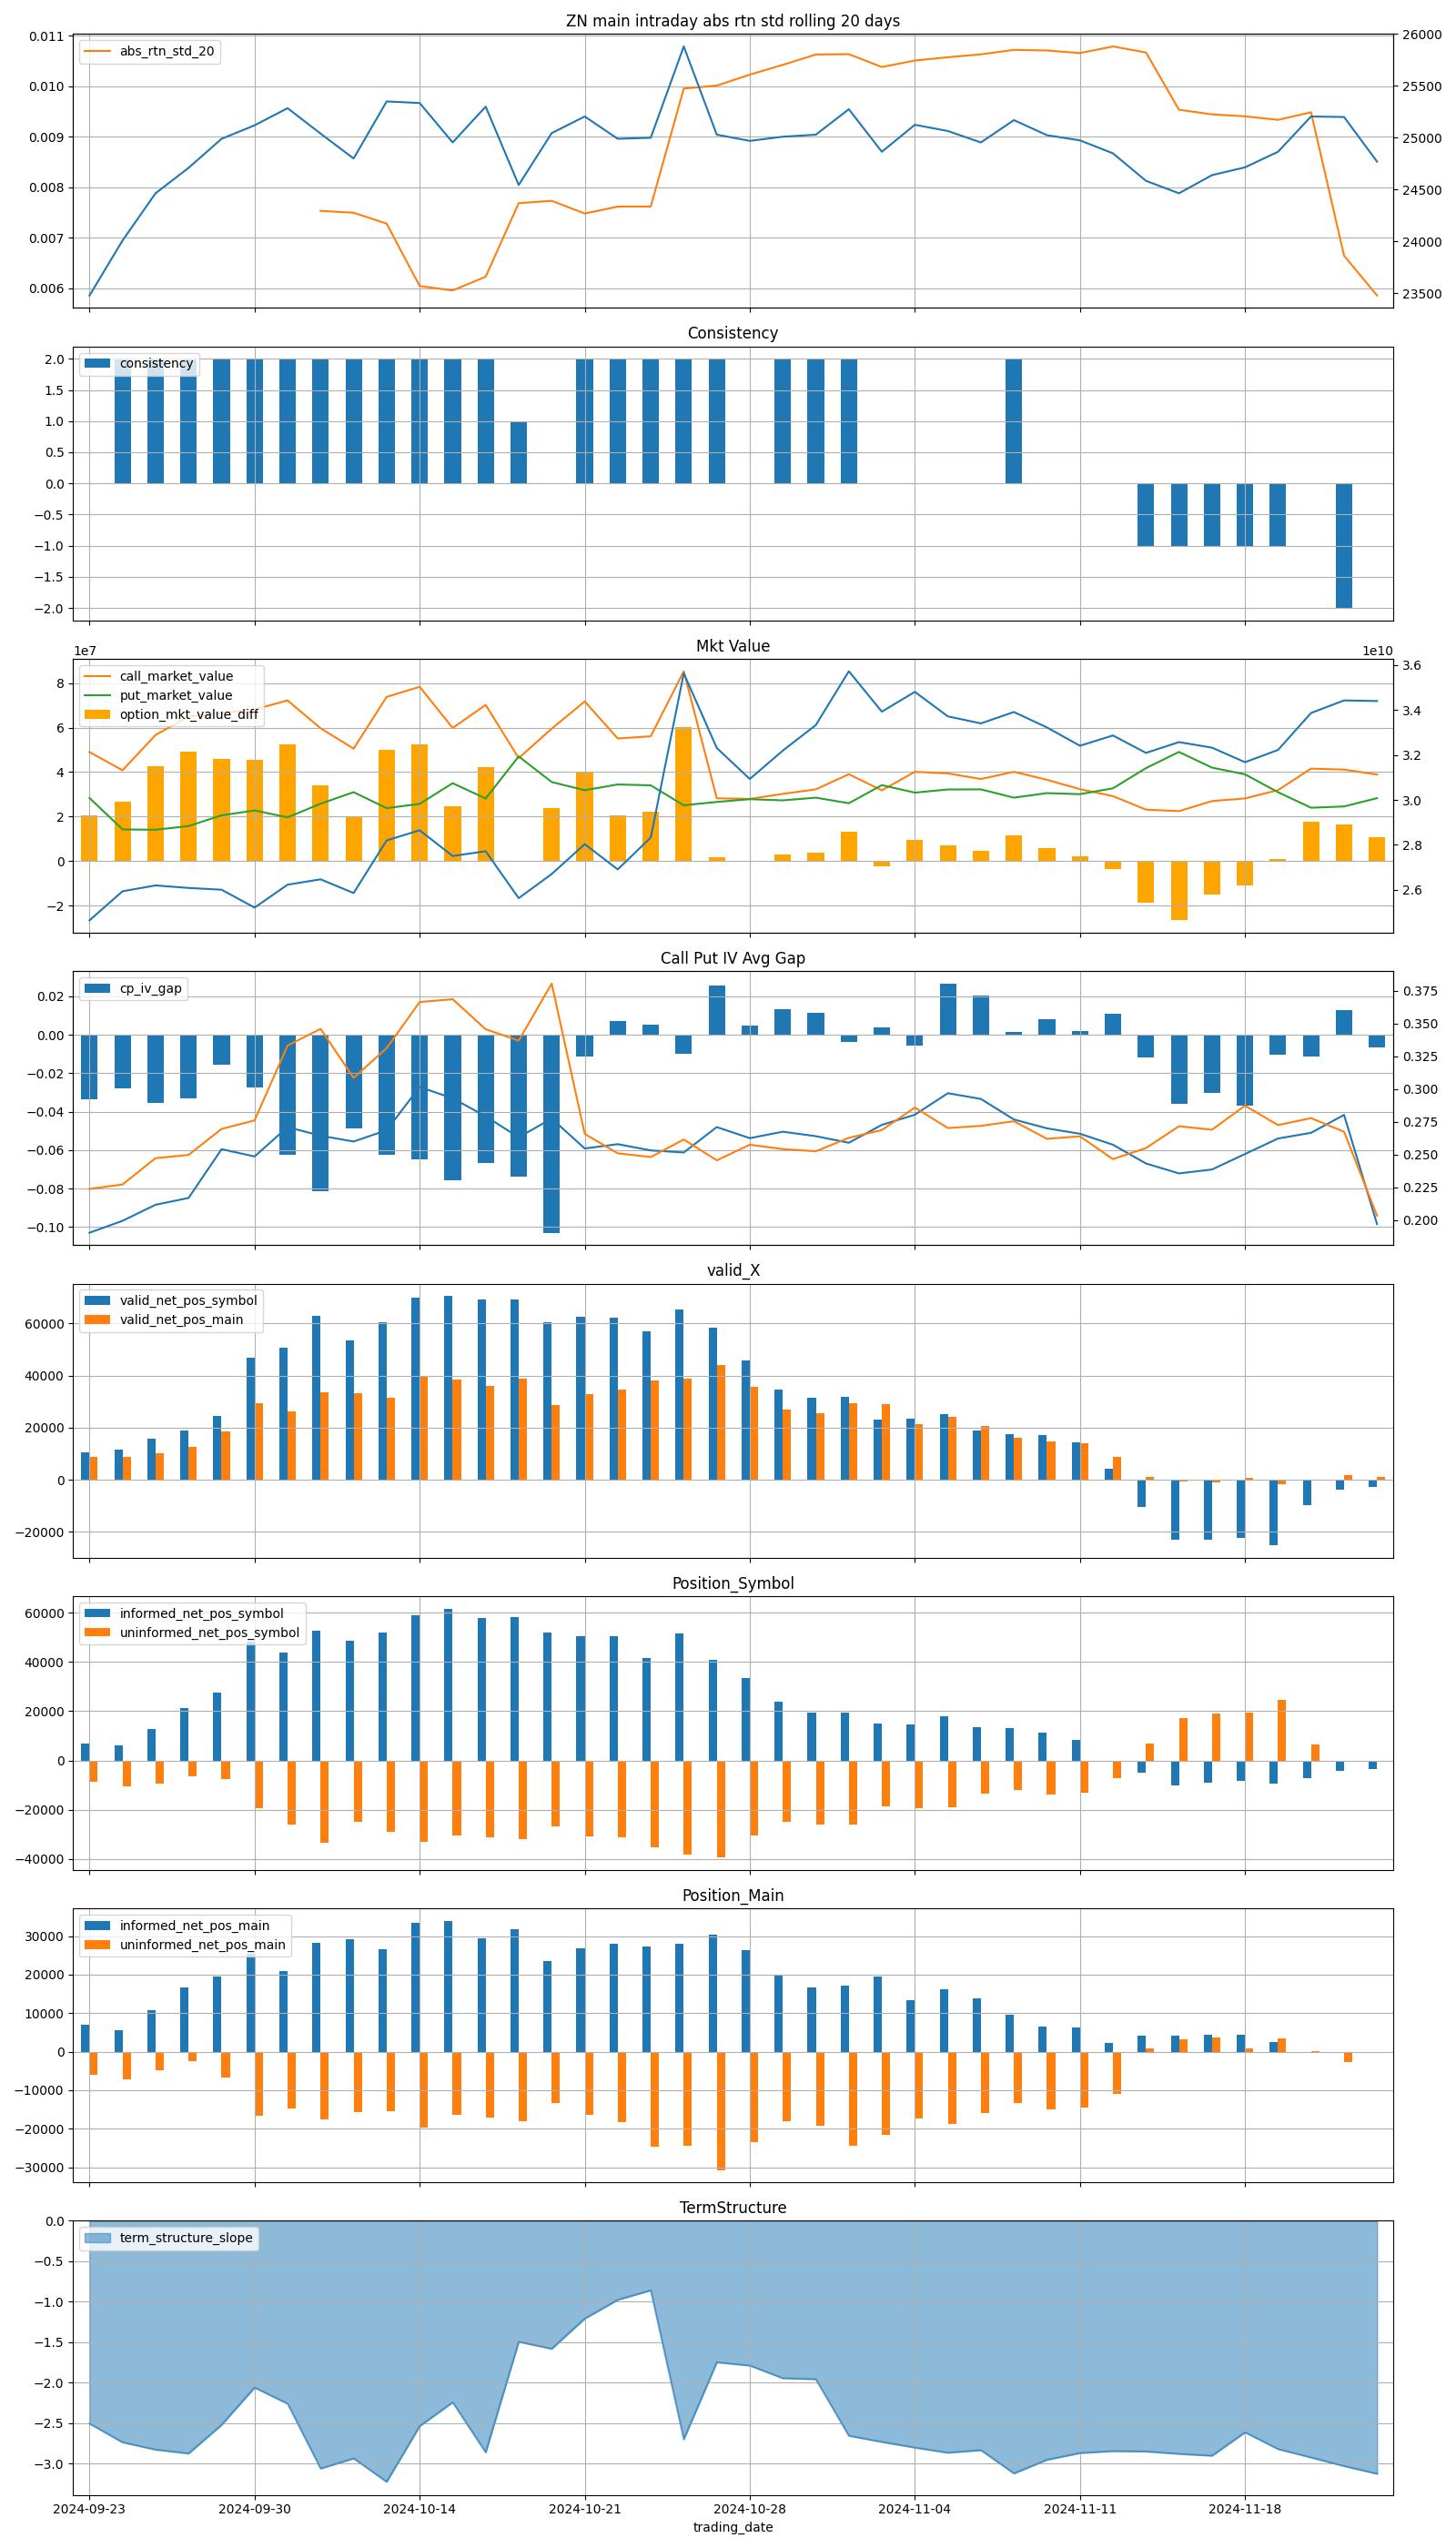 ZN main intraday abs rtn std rolling 20 days
abs_rtn_std_20
0.011
0.010
0.009
0.008
0.007
0.006
26000
25500
25000
24500
24000
23500
Consistency
consistency
2.0
1.5
1.0
0.5
0.0
−0.5
−1.0
−1.5
−2.0
Mkt Value
1e7
1e10
call_market_value
put_market_value
option_mkt_value_diff
8
6
4
2
0
−2
3.6
3.4
3.2
3.0
2.8
2.6
Call Put IV Avg Gap
cp_iv_gap
0.02
0.00
−0.02
−0.04
−0.06
−0.08
−0.10
0.375
0.350
0.325
0.300
0.275
0.250
0.225
0.200
valid_X
valid_net_pos_symbol
valid_net_pos_main
60000
40000
20000
0
−20000
Position_Symbol
informed_net_pos_symbol
uninformed_net_pos_symbol
60000
40000
20000
0
−20000
−40000
Position_Main
informed_net_pos_main
uninformed_net_pos_main
30000
20000
10000
0
−10000
−20000
−30000
TermStructure
term_structure_slope
0.0
−0.5
−1.0
−1.5
−2.0
−2.5
−3.0
2024-09-23 2024-09-30 2024-10-14 2024-10-21 2024-10-28 2024-11-04 2024-11-11 2024-11-18
trading_date